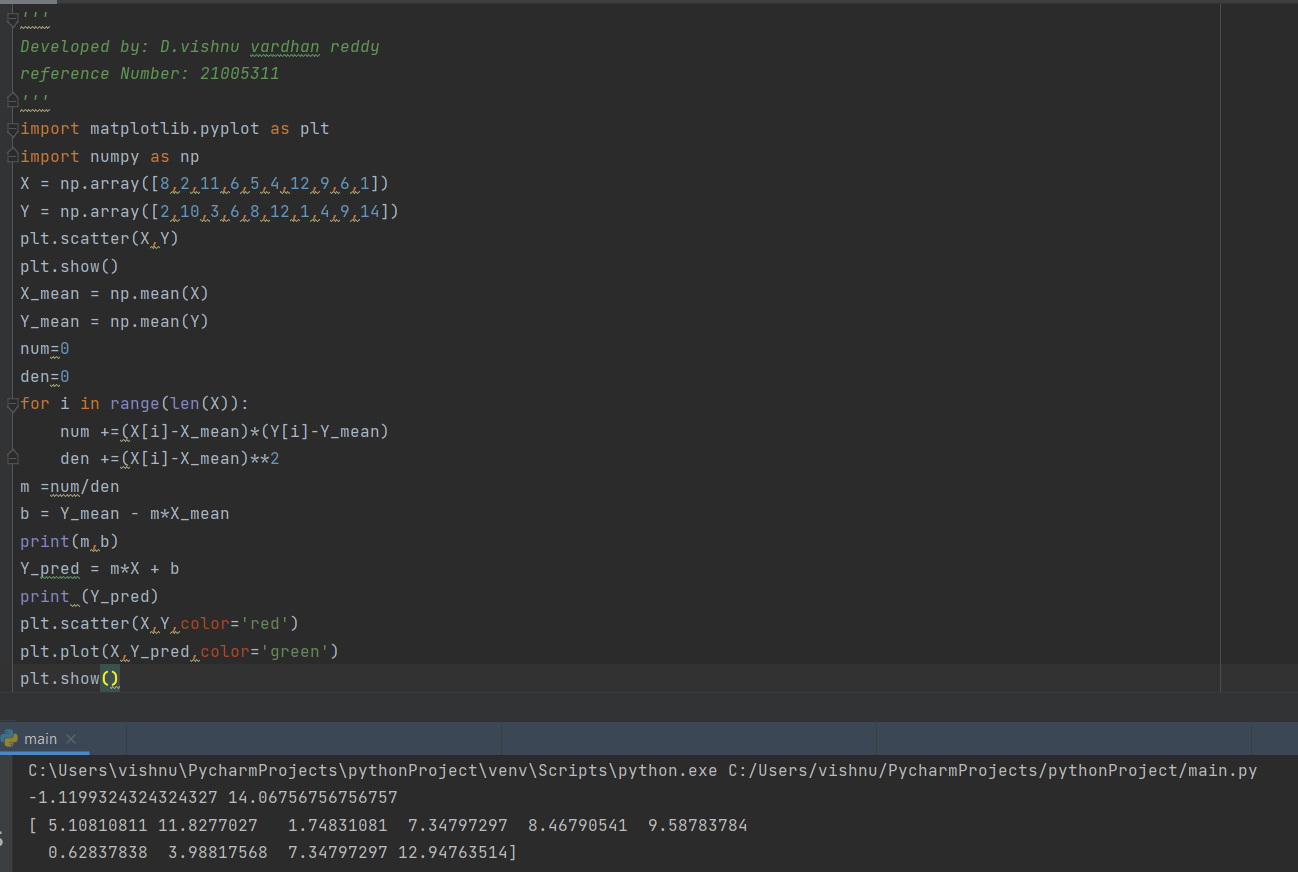 '''
Developed by: D.vishnu vardhan reddy
reference Number: 21005311
'''
import matplotlib.pyplot as plt
import numpy as np
X = np.array([8,2,11,6,5,4,12,9,6,1])
Y = np.array([2,10,3,6,8,12,1,4,9,14])
plt.scatter(X,Y)
plt.show()
X_mean = np.mean(X)
Y_mean = np.mean(Y)
num=0
den=0
for i in range(len(X)):
    num +=(X[i]-X_mean)*(Y[i]-Y_mean)
    den +=(X[i]-X_mean)**2
m =num/den
b = Y_mean - m*X_mean
print(m,b)
Y_pred = m*X + b
print (Y_pred)
plt.scatter(X,Y,color='red')
plt.plot(X,Y_pred,color='green')
plt.show()
main
C:\Users\vishnu\PycharmProjects\pythonProject\venv\Scripts\python.exe C:/Users/vishnu/PycharmProjects/pythonProject/main.py
-1.1199324324324327 14.06756756756757
[ 5.10810811 11.8277027   1.74831081  7.34797297  8.46790541  9.58783784
  0.62837838  3.98817568  7.34797297 12.94763514]